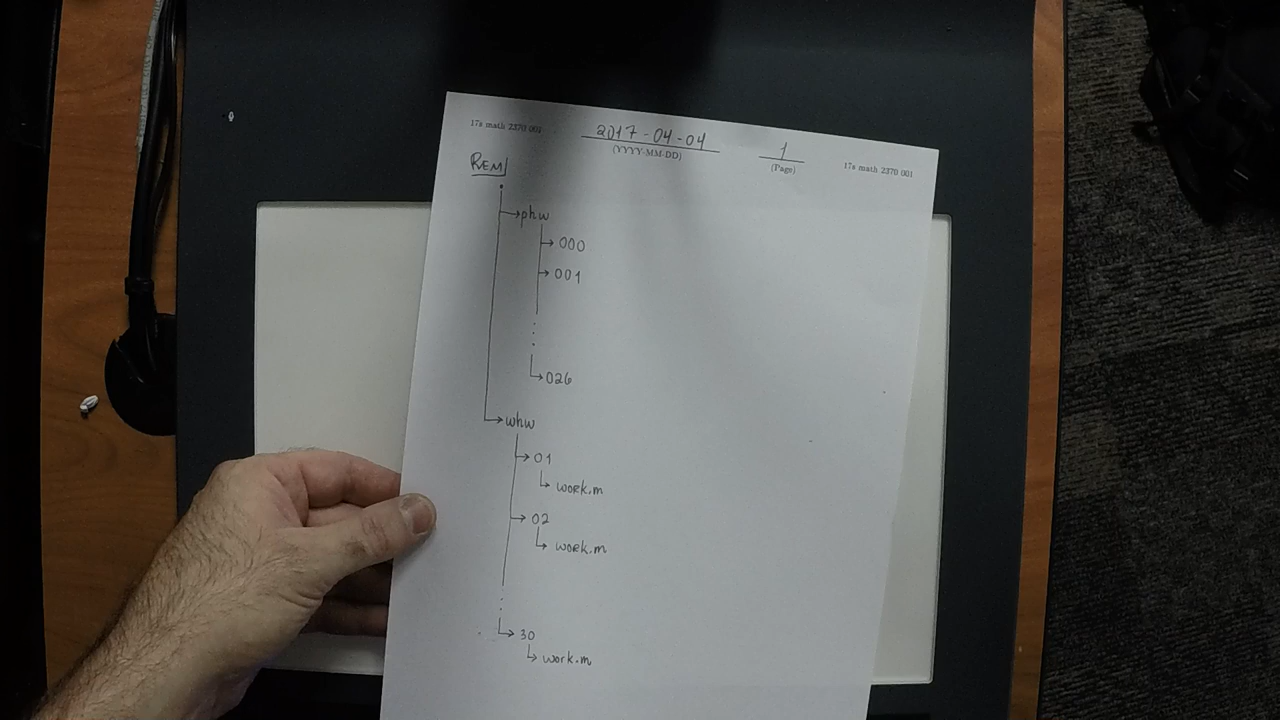 17s math 2370 001 2017-04-04 1 17s math 2370 001
(YYYY-MM-DD) (Page)
REM/
phw
000
001
026
whw
01
work.m
02
work.m
30
work.m